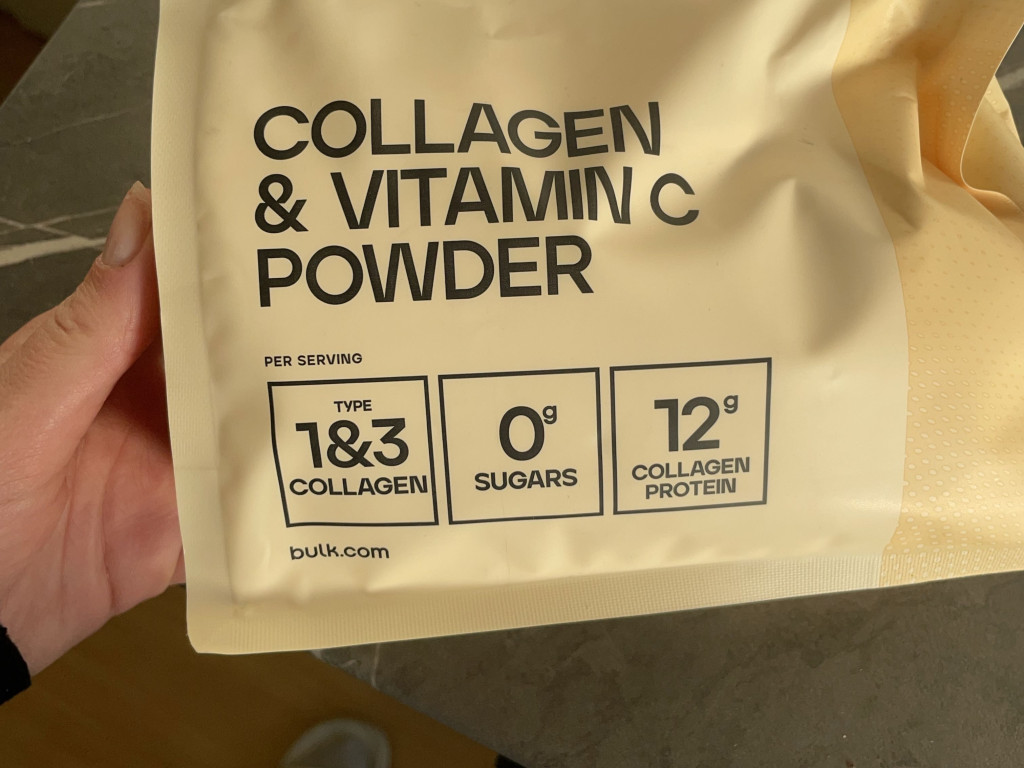 COLLAGEN
& VITAMIN C
POWDER
PER SERVING
TYPE
1&3
COLLAGEN
0g
SUGARS
12g
COLLAGEN
PROTEIN
bulk.com